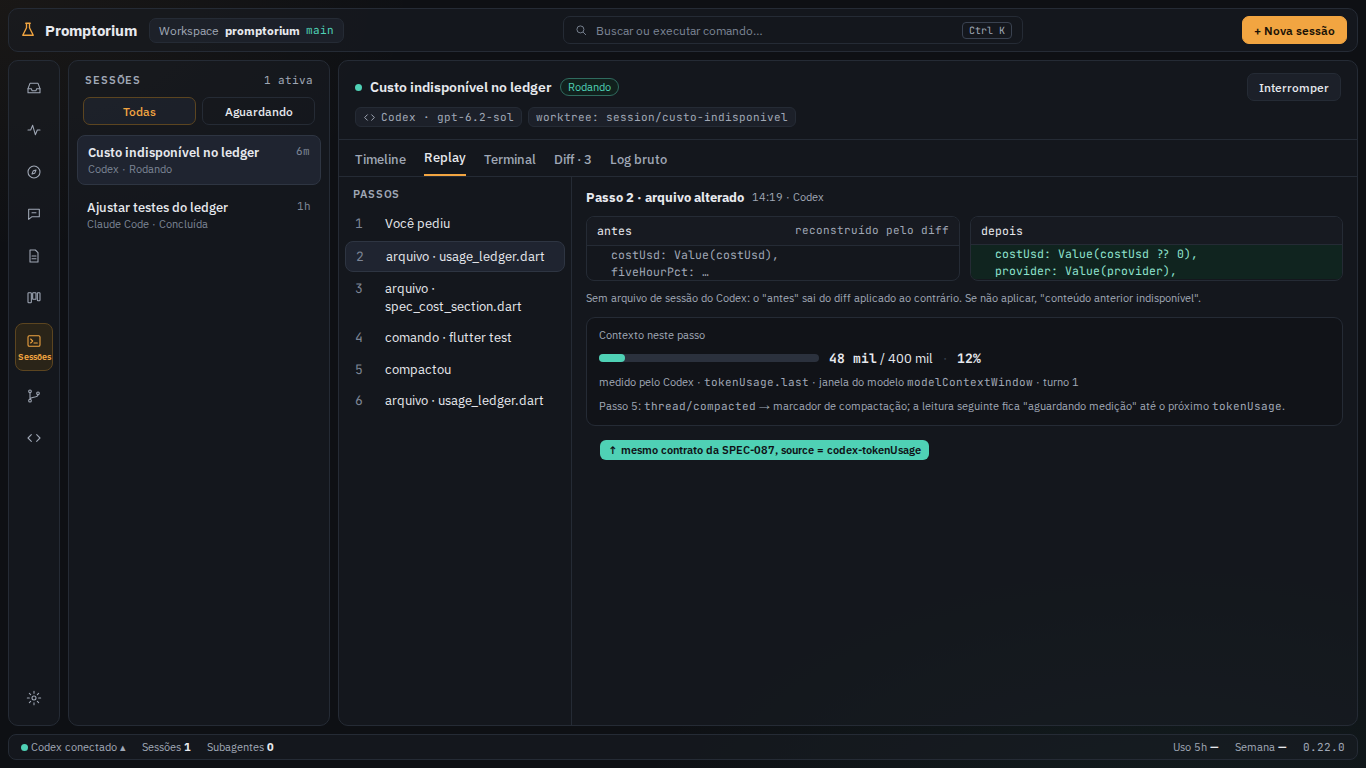 Promptorium
Workspace promptorium main
Buscar ou executar comando…
Ctrl K
+ Nova sessão
SESSÕES
1 ativa
Todas
Aguardando
Custo indisponível no ledger
6m
Codex · Rodando
Ajustar testes do ledger
1h
Claude Code · Concluída
Sessões
Custo indisponível no ledger
Rodando
Interromper
Codex · gpt-6.2-sol
worktree: session/custo-indisponivel
Timeline
Replay
Terminal
Diff · 3
Log bruto
PASSOS
1 Você pediu
2 arquivo · usage_ledger.dart
3 arquivo ·
spec_cost_section.dart
4 comando · flutter test
5 compactou
6 arquivo · usage_ledger.dart
Passo 2 · arquivo alterado 14:19 · Codex
antes
reconstruído pelo diff
costUsd: Value(costUsd),
fiveHourPct: …
depois
costUsd: Value(costUsd ?? 0),
provider: Value(provider),
Sem arquivo de sessão do Codex: o "antes" sai do diff aplicado ao contrário. Se não aplicar, "conteúdo anterior indisponível".
Contexto neste passo
48 mil / 400 mil · 12%
medido pelo Codex · tokenUsage.last · janela do modelo modelContextWindow · turno 1
Passo 5: thread/compacted → marcador de compactação; a leitura seguinte fica "aguardando medição" até o próximo tokenUsage.
↑ mesmo contrato da SPEC-087, source = codex-tokenUsage
Codex conectado ▴
Sessões 1
Subagentes 0
Uso 5h —
Semana —
0.22.0